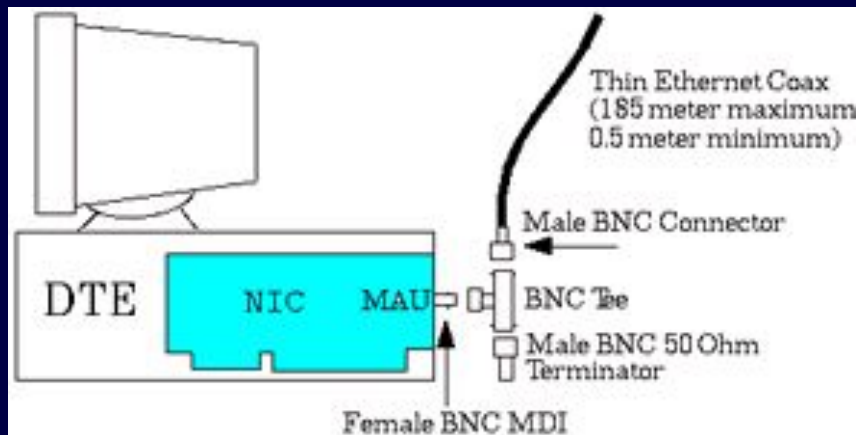 Thin Ethernet Coax
(185 meter maximum
0.5 meter minimum)
Male BNC Connector
DTE
NIC
MAU
BNC Tee
Male BNC 50 Ohm
Terminator
Female BNC MDI